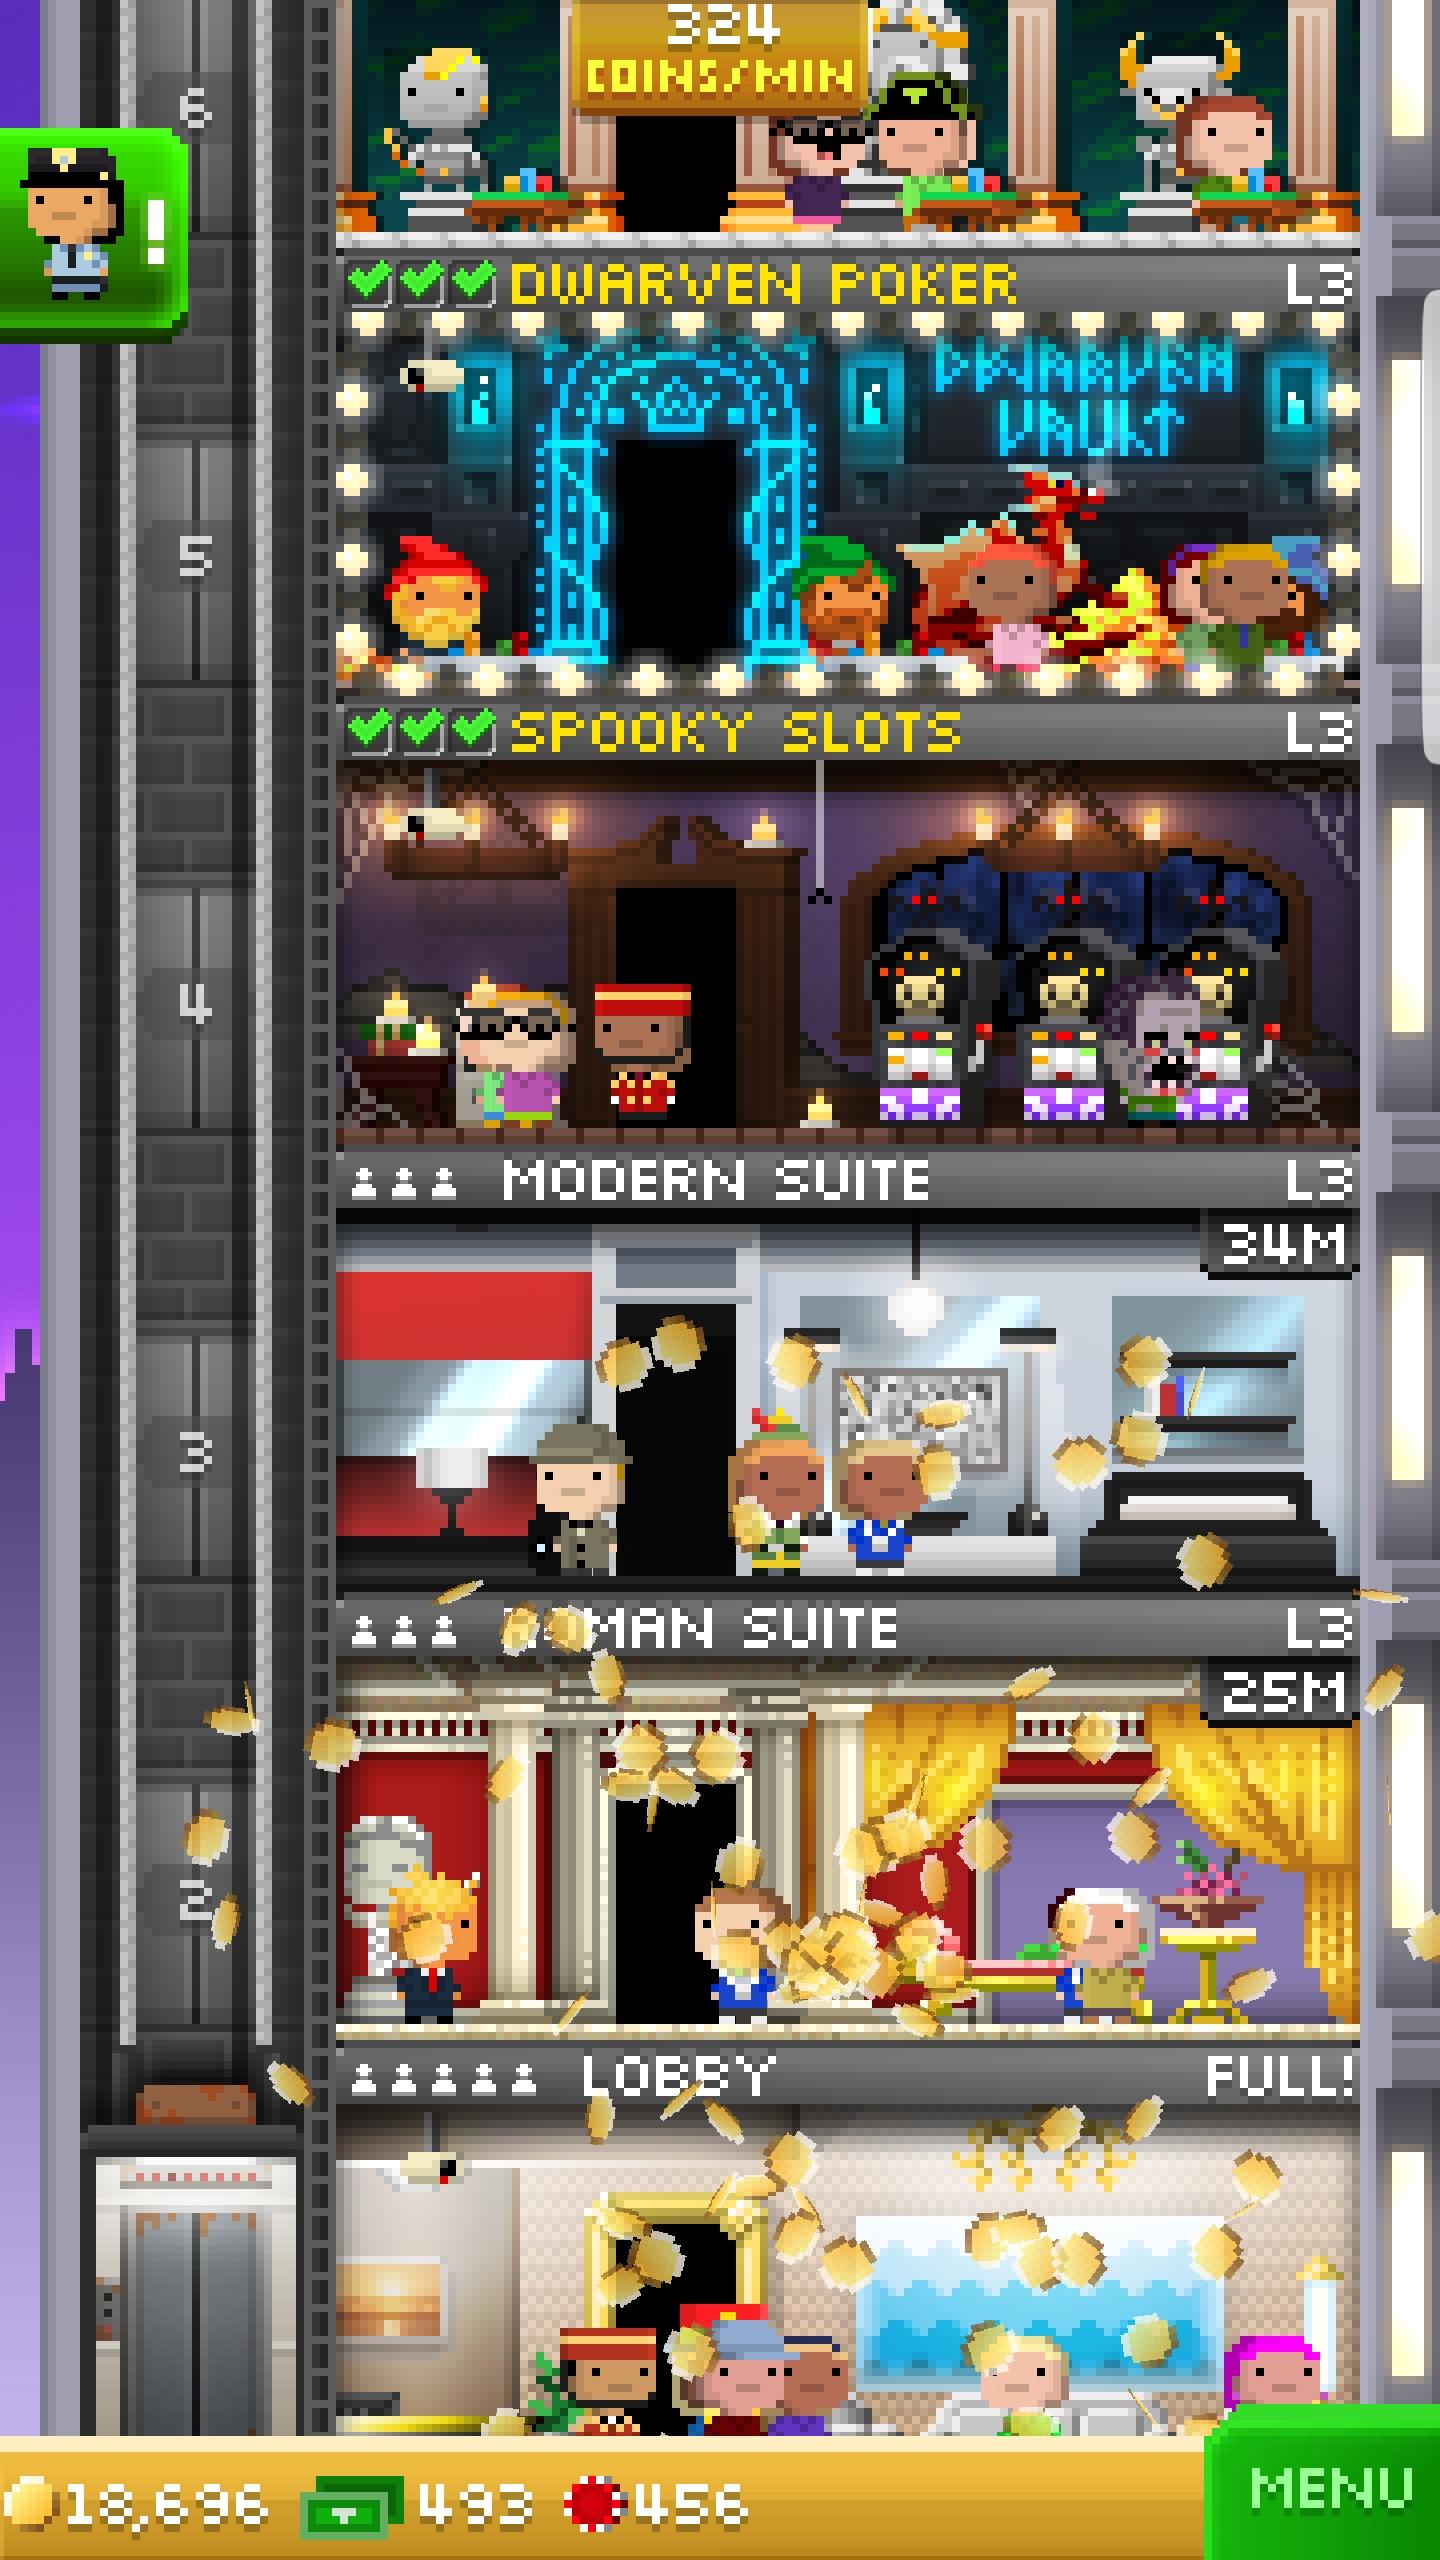 324
COINS/MIN
6
!
DWARVEN POKER L3
DWARVEN
VAULT
5
SPOOKY SLOTS L3
4
MODERN SUITE L3
34M
3
MAN SUITE L3
25M
2
LOBBY FULL!
18,696 493 456
MENU